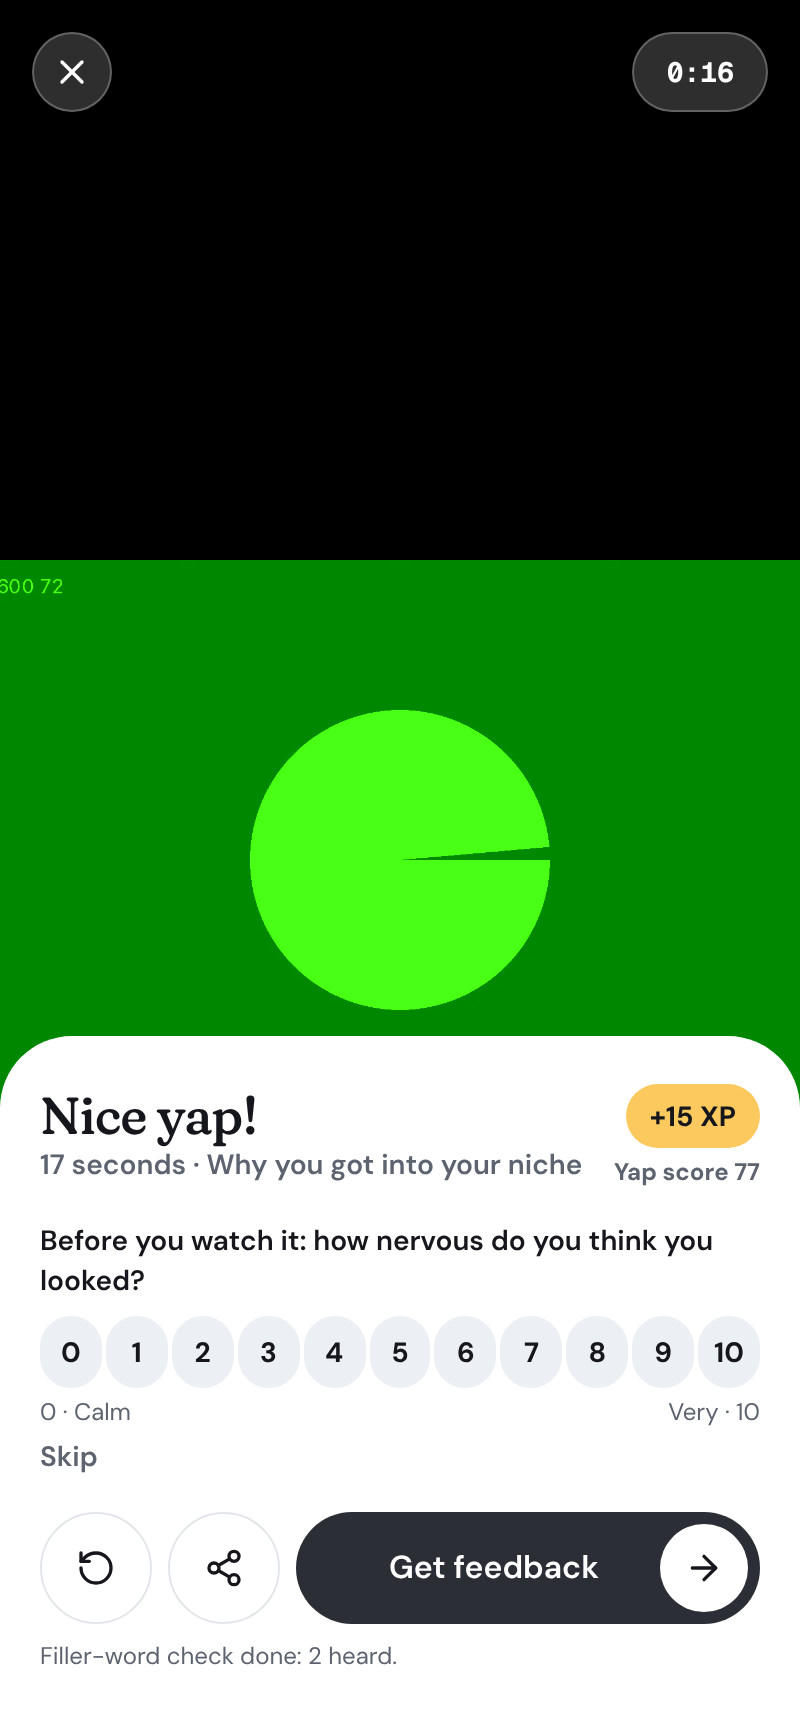 0:16
600 72
Nice yap!
+15 XP
17 seconds · Why you got into your niche
Yap score 77
Before you watch it: how nervous do you think you
looked?
0 1 2 3 4 5 6 7 8 9 10
0 · Calm
Very · 10
Skip
Get feedback
Filler-word check done: 2 heard.